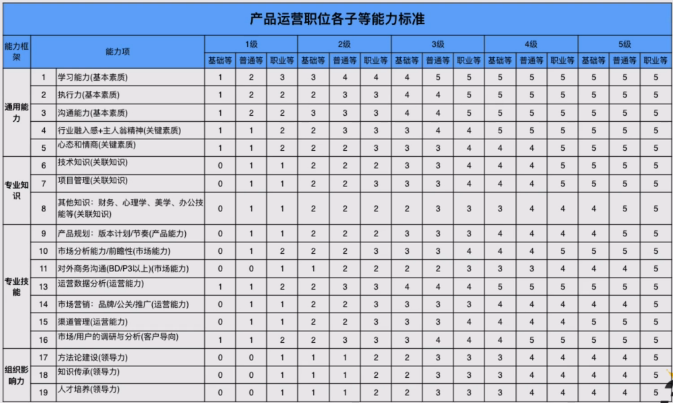 产品运营职位各子等能力标准
能力框架 能力项 1级 2级 3级 4级 5级
基础等 普通等 职业等 基础等 普通等 职业等 基础等 普通等 职业等 基础等 普通等 职业等 基础等 普通等 职业等
通用能力
1 学习能力(基本素质) 1 2 3 3 4 4 4 5 5 5 5 5 5 5 5
2 执行力(基本素质) 1 2 2 2 3 3 4 4 5 5 5 5 5 5 5
3 沟通能力(基本素质) 1 2 2 3 3 3 4 4 5 5 5 5 5 5 5
4 行业融入感+主人翁精神(关键素质) 1 1 2 2 3 3 3 4 4 5 5 5 5 5 5
5 心态和情商(关键素质) 1 1 2 2 2 3 3 3 4 4 4 5 5 5 5
专业知识
6 技术知识(关联知识) 0 1 1 2 2 2 3 3 3 4 4 4 5 5 5
7 项目管理(关联知识) 0 1 1 2 2 3 3 3 4 4 4 5 5 5 5
8 其他知识：财务、心理学、美学、办公技能等(关联知识) 0 1 1 2 2 2 2 3 3 3 4 4 4 5 5
专业技能
9 产品规划：版本计划/节奏(产品能力) 0 1 1 2 2 2 3 3 3 4 4 4 4 5 5
10 市场分析能力/前瞻性(市场能力) 0 1 2 2 2 3 3 3 4 4 4 5 5 5 5
11 对外商务沟通(BD/P3以上)(市场能力) 0 0 1 1 2 2 2 2 3 3 3 4 4 4 5
13 运营数据分析(运营能力) 1 1 2 2 3 3 4 4 4 5 5 5 5 5 5
14 市场营销：品牌/公关/推广(运营能力) 0 1 1 2 2 3 3 3 3 4 4 4 4 5 5
15 渠道管理(运营能力) 0 1 1 2 2 3 3 3 4 4 4 4 5 5 5
16 市场/用户的调研与分析(客户导向) 1 1 2 2 3 3 3 4 4 4 5 5 5 5 5
组织影响力
17 方法论建设(领导力) 0 0 1 1 1 2 2 3 3 3 4 4 4 4 5
18 知识传承(领导力) 0 0 1 1 1 2 2 3 3 3 4 4 4 4 5
19 人才培养(领导力) 0 0 1 1 1 2 2 2 3 3 4 4 4 5 5